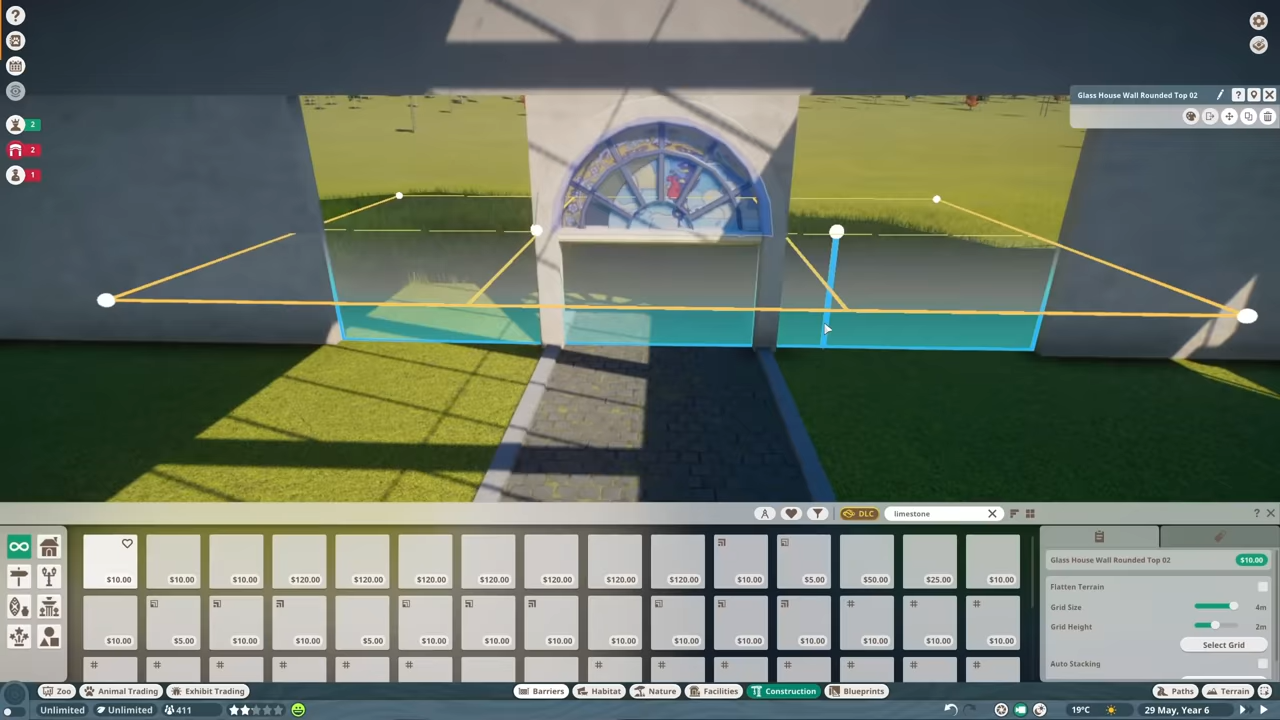 ?
2
2
1
Glass House Wall Rounded Top 02
?
DLC
limestone
?
$10.00 $10.00 $10.00 $120.00 $120.00 $120.00 $120.00 $120.00 $120.00 $120.00 $10.00 $5.00 $50.00 $25.00 $10.00
$10.00 $5.00 $10.00 $10.00 $5.00 $10.00 $10.00 $10.00 $10.00 $10.00 $10.00 $10.00 $10.00 $10.00 $10.00
Glass House Wall Rounded Top 02 $10.00
Flatten Terrain
Grid Size 4m
Grid Height 2m
Select Grid
Auto Stacking
Zoo Animal Trading Exhibit Trading Barriers Habitat Nature Facilities Construction Blueprints Paths Terrain
Unlimited Unlimited 411 19°C 29 May, Year 6